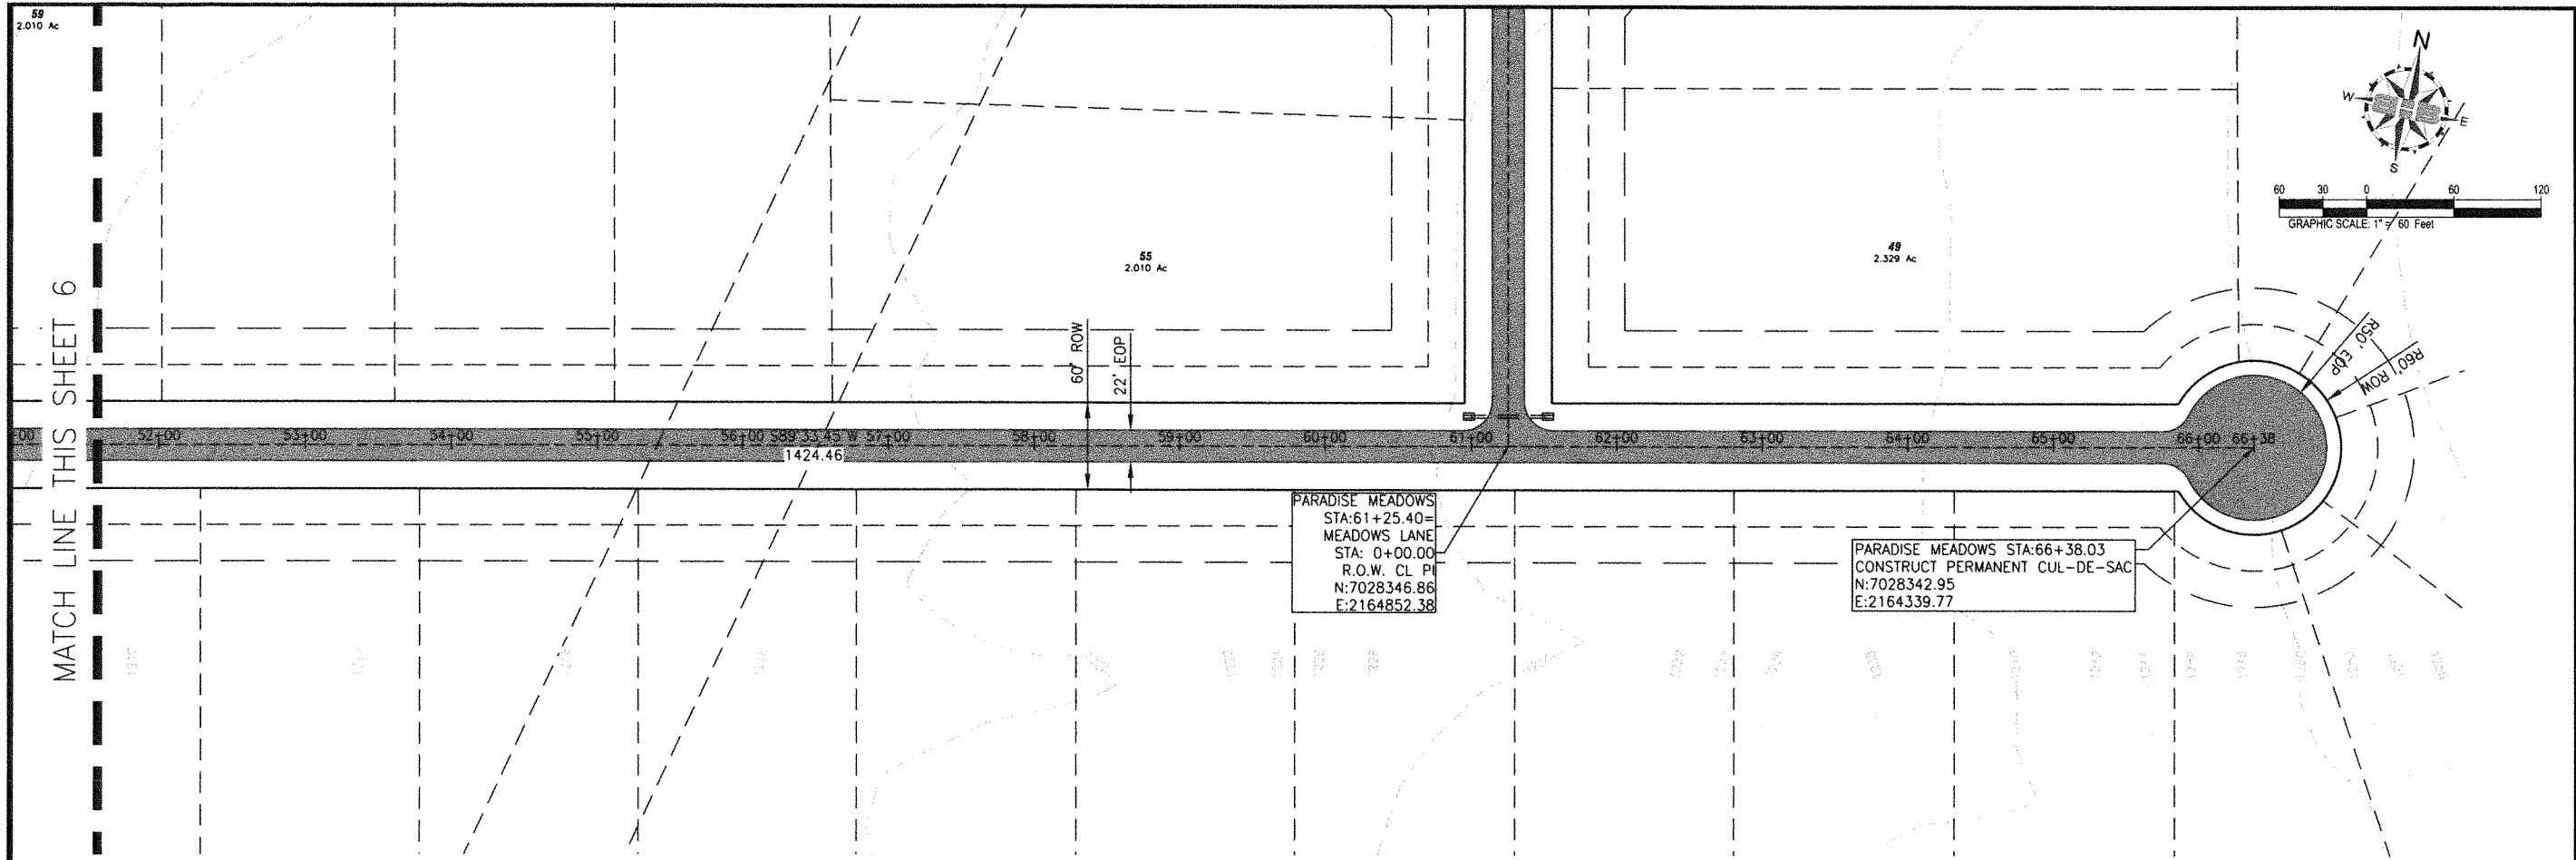 59
2.010 Ac
N
W
E
S
60 30 0 60 120
GRAPHIC SCALE: 1" = 60 Feet
55
2.010 Ac
49
2.329 Ac
MATCH LINE THIS SHEET 6
60' ROW
22' EOP
R50' EOP
R60' ROW
52+00 53+00 54+00 55+00 56+00 S89°33'45"W 57+00 58+00 59+00 60+00 61+00 62+00 63+00 64+00 65+00 66+00 66+38
1424.46
PARADISE MEADOWS
STA:61+25.40=
MEADOWS LANE
STA: 0+00.00
R.O.W. CL PI
N:7028346.86
E:2164852.38
PARADISE MEADOWS STA:66+38.03
CONSTRUCT PERMANENT CUL-DE-SAC
N:7028342.95
E:2164339.77